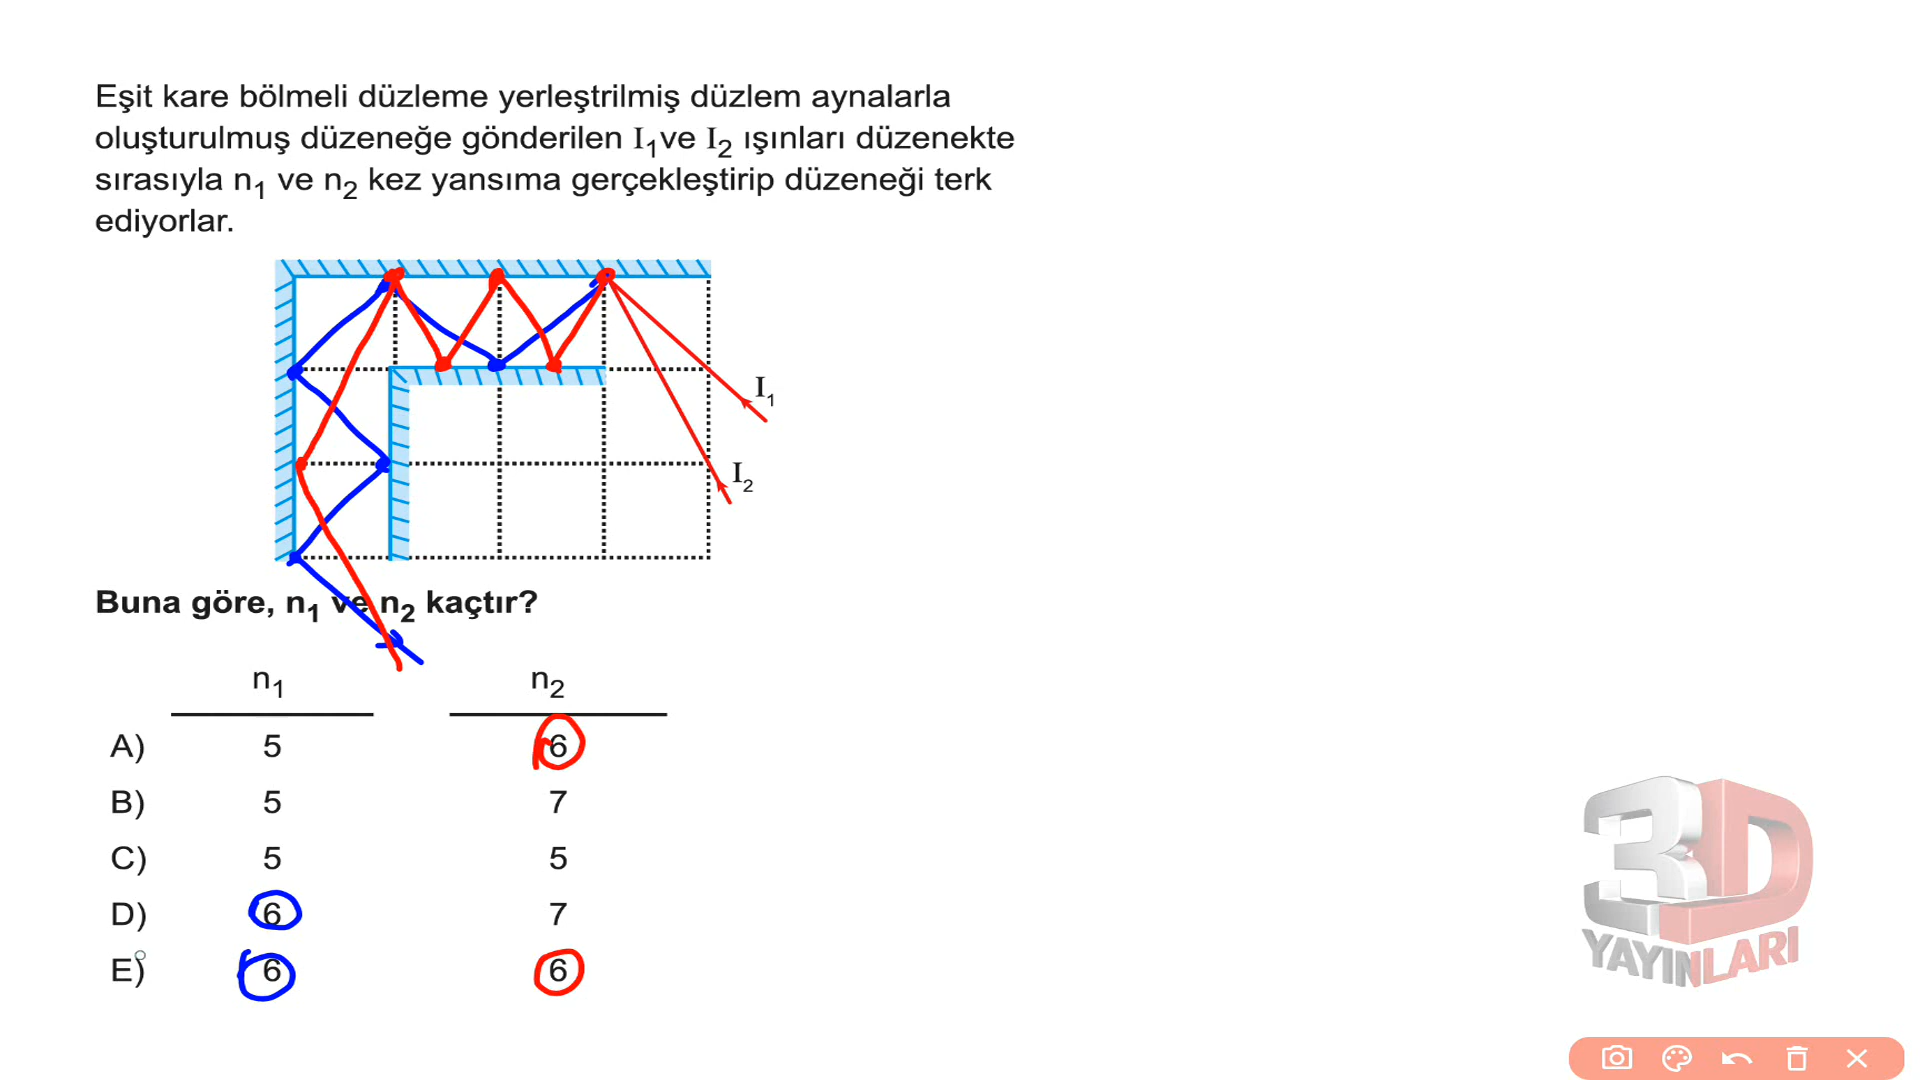 Eşit kare bölmeli düzleme yerleştrilmiş düzlem aynalarla
oluşturulmuş düzeneğe gönderilen I₁ve I₂ ışınları düzenekte
sırasıyla n₁ ve n₂ kez yansıma gerçekleştirip düzeneği terk
ediyorlar.
I₁
I₂
Buna göre, n₁ ve n₂ kaçtır?
n₁ n₂
A) 5 6
B) 5 7
C) 5 5
D) 6 7
E) 6 6
3D
YAYINLARI